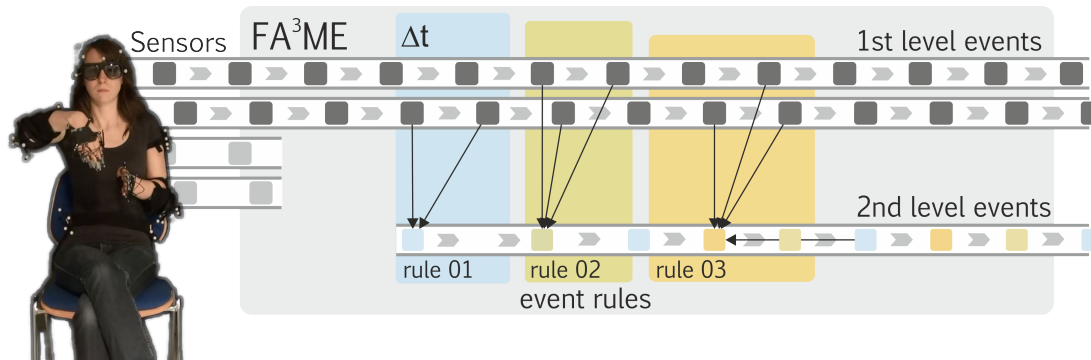 Sensors
FA³ME
Δt
1st level events
2nd level events
rule 01
rule 02
rule 03
event rules